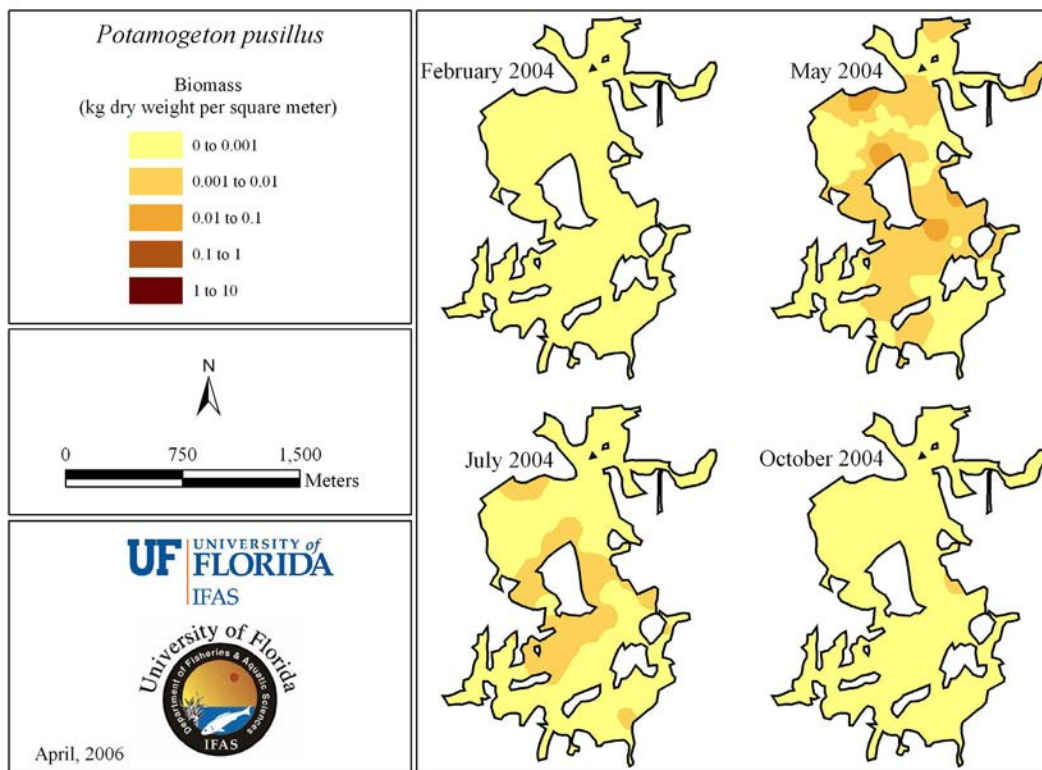 Potamogeton pusillus
Biomass
(kg dry weight per square meter)
0 to 0.001
0.001 to 0.01
0.01 to 0.1
0.1 to 1
1 to 10
N
0 750 1,500
Meters
UF UNIVERSITY of
FLORIDA
IFAS
University of Florida
Department of Fisheries & Aquatic Sciences
IFAS
April, 2006
February 2004
May 2004
July 2004
October 2004